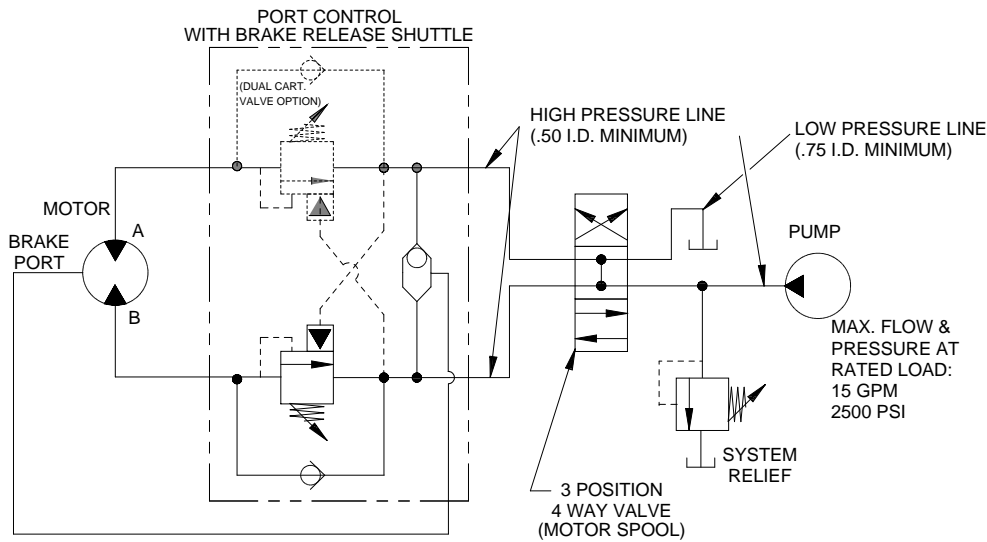 PORT CONTROL
WITH BRAKE RELEASE SHUTTLE
(DUAL CART.
VALVE OPTION)
HIGH PRESSURE LINE
(.50 I.D. MINIMUM)
LOW PRESSURE LINE
(.75 I.D. MINIMUM)
MOTOR
A
BRAKE
PORT
B
PUMP
MAX. FLOW &
PRESSURE AT
RATED LOAD:
15 GPM
2500 PSI
SYSTEM
RELIEF
3 POSITION
4 WAY VALVE
(MOTOR SPOOL)